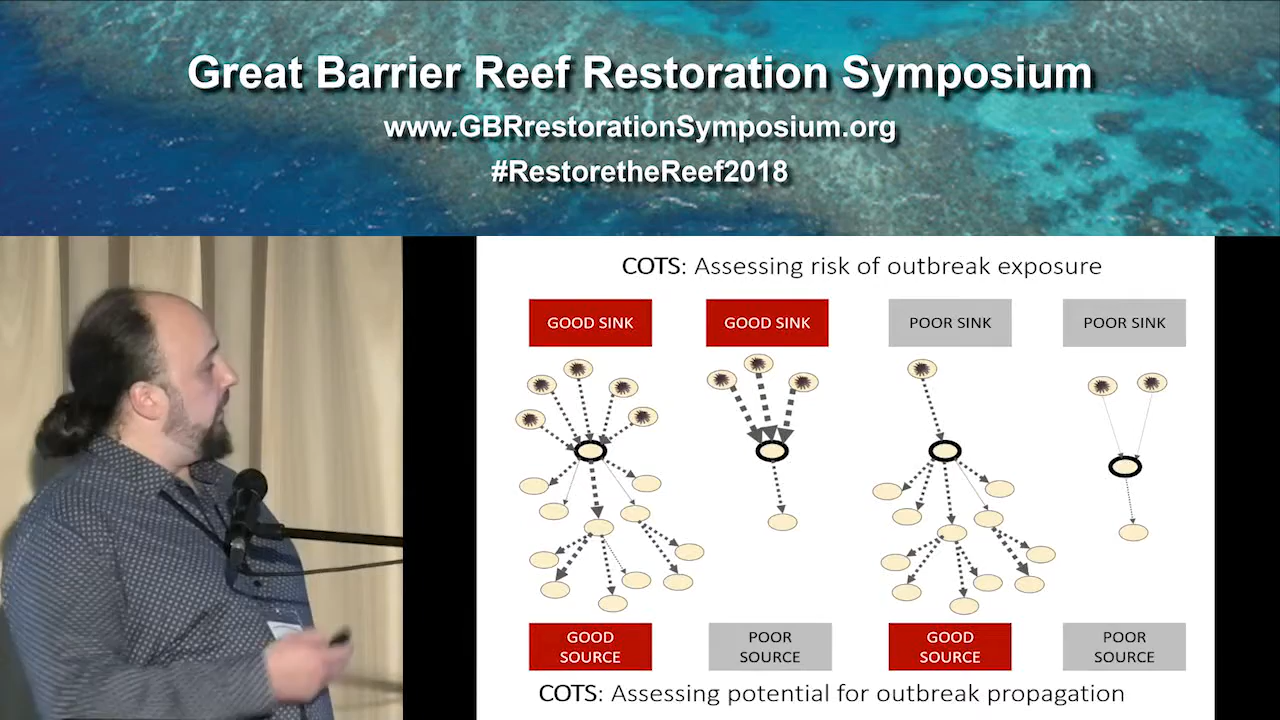 Great Barrier Reef Restoration Symposium
www.GBRrestorationSymposium.org
#RestoretheReef2018
COTS: Assessing risk of outbreak exposure
GOOD SINK
GOOD SINK
POOR SINK
POOR SINK
GOOD
SOURCE
POOR
SOURCE
GOOD
SOURCE
POOR
SOURCE
COTS: Assessing potential for outbreak propagation